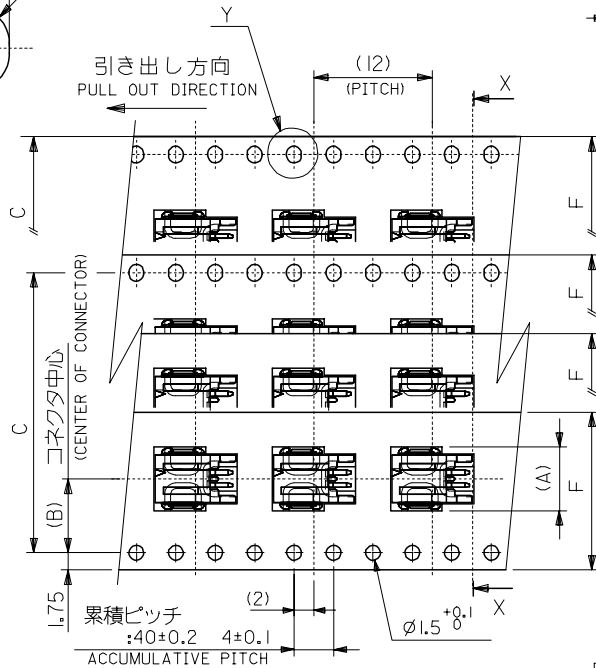 Y
引き出し方向
PULL OUT DIRECTION
(12)
(PITCH)
X
C
F
F
コネクタ中心
(CENTER OF CONNECTOR)
C
F
(A)
F
(B)
1.75
(2)
累積ピッチ
:40±0.2 4±0.1
ACCUMULATIVE PITCH
Ø1.5 +0.1 0
X